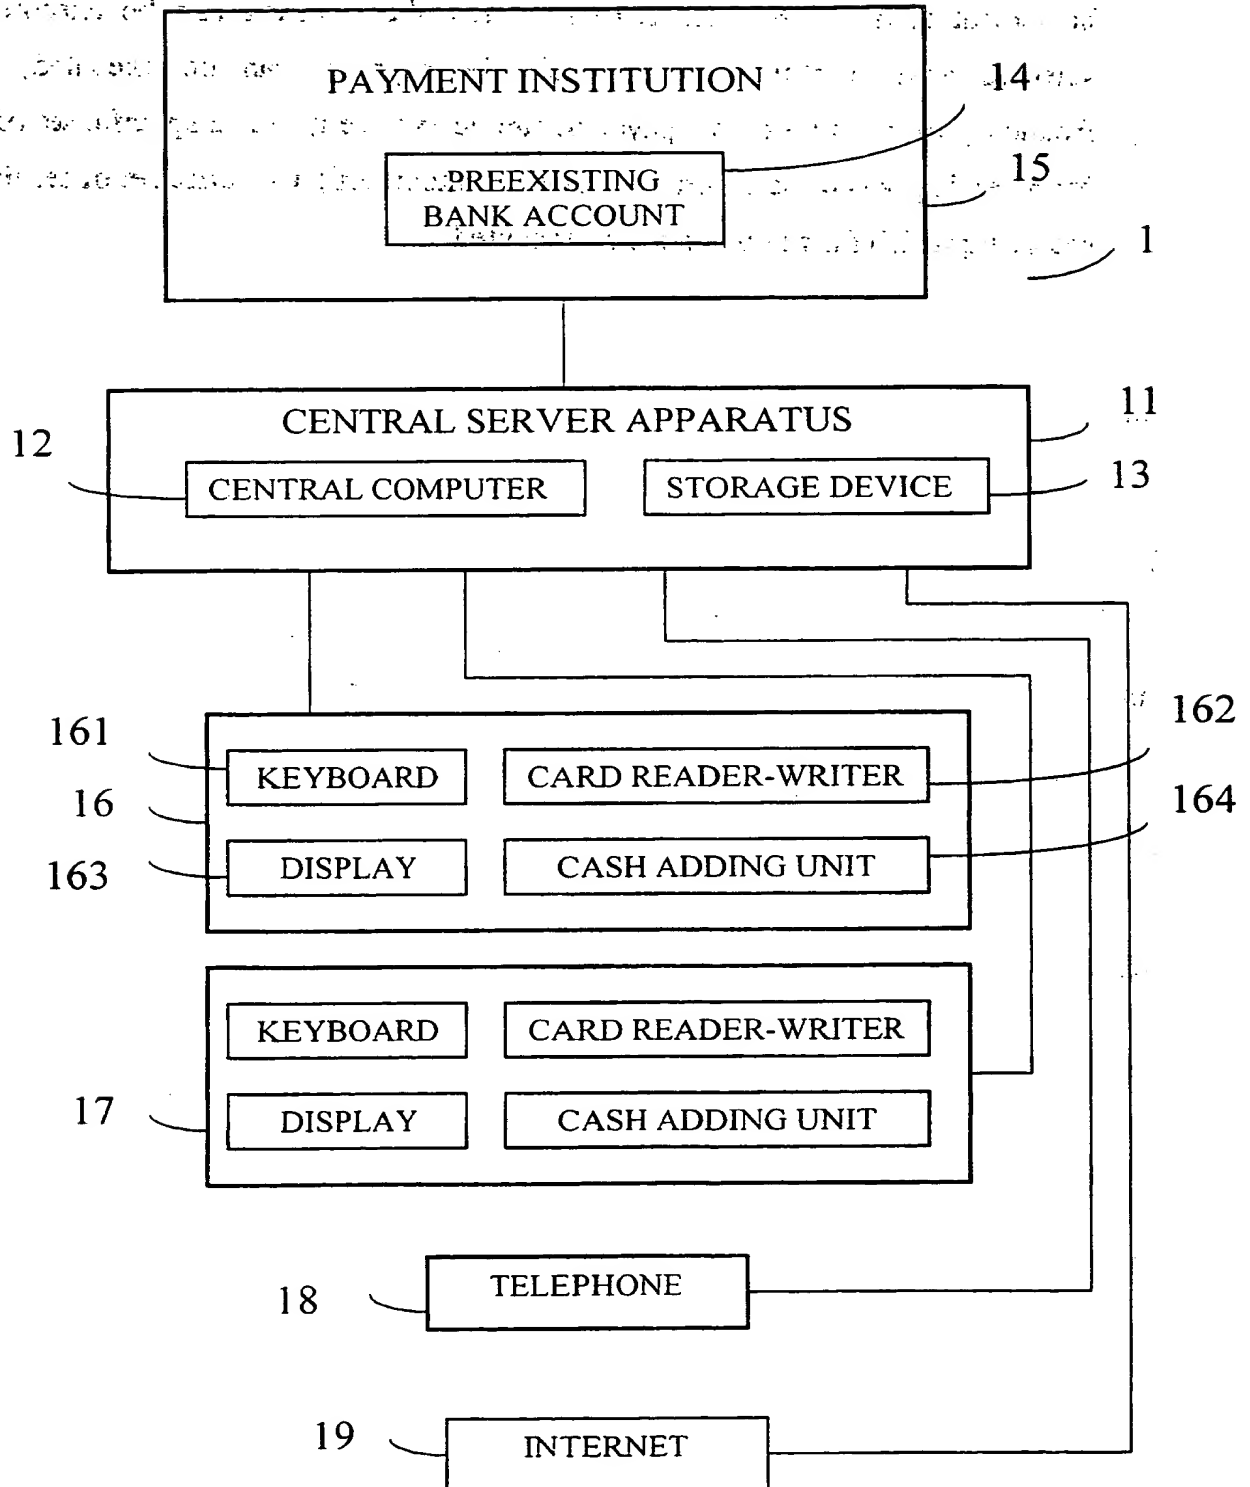 PAYMENT INSTITUTION
14
PREEXISTING
BANK ACCOUNT
15
1
CENTRAL SERVER APPARATUS
11
12
CENTRAL COMPUTER
STORAGE DEVICE
13
161
KEYBOARD
CARD READER-WRITER
162
16
163
DISPLAY
CASH ADDING UNIT
164
KEYBOARD
CARD READER-WRITER
17
DISPLAY
CASH ADDING UNIT
18
TELEPHONE
19
INTERNET